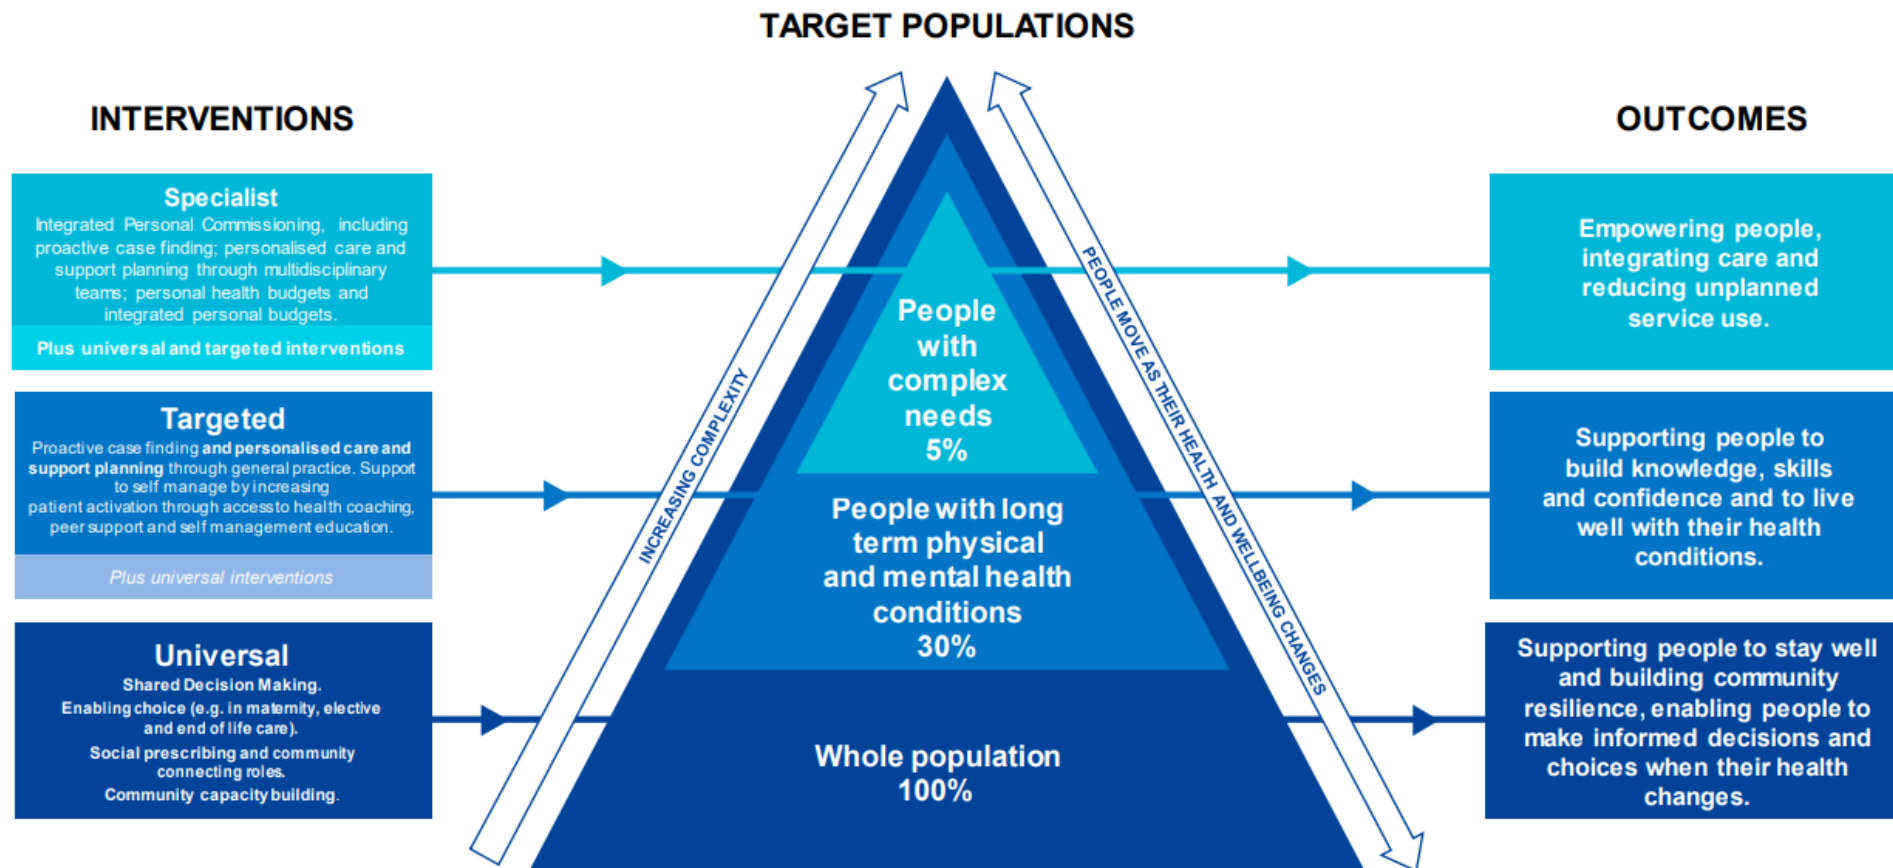 TARGET POPULATIONS
INTERVENTIONS
Specialist
Integrated Personal Commissioning, including
proactive case finding; personalised care and
support planning through multidisciplinary
teams; personal health budgets and
integrated personal budgets.
Plus universal and targeted interventions
Targeted
Proactive case finding and personalised care and
support planning through general practice. Support
to self manage by increasing
patient activation through access to health coaching,
peer support and self management education.
Plus universal interventions
Universal
Shared Decision Making.
Enabling choice (e.g. in maternity, elective
and end of life care).
Social prescribing and community
connecting roles.
Community capacity building.
INCREASING COMPLEXITY
People
with
complex
needs
5%
People with long
term physical
and mental health
conditions
30%
Whole population
100%
PEOPLE MOVE AS THEIR HEALTH AND WELLBEING CHANGES
OUTCOMES
Empowering people,
integrating care and
reducing unplanned
service use.
Supporting people to
build knowledge, skills
and confidence and to live
well with their health
conditions.
Supporting people to stay well
and building community
resilience, enabling people to
make informed decisions and
choices when their health
changes.